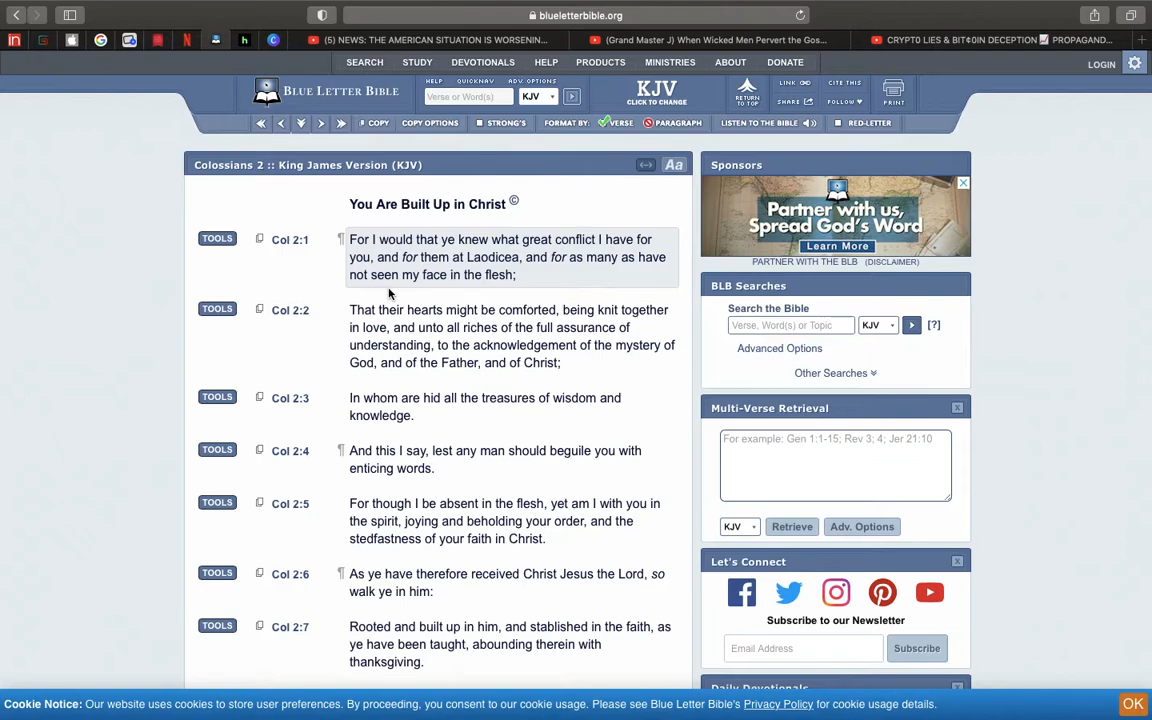 blueletterbible.org
(5) NEWS: THE AMERICAN SITUATION IS WORSENIN...
(Grand Master J) When Wicked Men Pervert the Gos...
CRYPTO LIES & BIT¢OIN DECEPTION 📈 PROPAGAND...
SEARCH STUDY DEVOTIONALS HELP PRODUCTS MINISTRIES ABOUT DONATE
LOGIN
BLUE LETTER BIBLE
HELP QUICKNAV ADV. OPTIONS
Verse or Word(s) KJV
KJV
CLICK TO CHANGE
RETURN
TO TOP
LINK CITE THIS
SHARE FOLLOW
PRINT
COPY COPY OPTIONS STRONG'S FORMAT BY: VERSE PARAGRAPH LISTEN TO THE BIBLE RED-LETTER
Colossians 2 :: King James Version (KJV)
Aa
You Are Built Up in Christ ©
TOOLS Col 2:1 ¶ For I would that ye knew what great conflict I have for
you, and for them at Laodicea, and for as many as have
not seen my face in the flesh;
TOOLS Col 2:2 That their hearts might be comforted, being knit together
in love, and unto all riches of the full assurance of
understanding, to the acknowledgement of the mystery of
God, and of the Father, and of Christ;
TOOLS Col 2:3 In whom are hid all the treasures of wisdom and
knowledge.
TOOLS Col 2:4 ¶ And this I say, lest any man should beguile you with
enticing words.
TOOLS Col 2:5 For though I be absent in the flesh, yet am I with you in
the spirit, joying and beholding your order, and the
stedfastness of your faith in Christ.
TOOLS Col 2:6 ¶ As ye have therefore received Christ Jesus the Lord, so
walk ye in him:
TOOLS Col 2:7 Rooted and built up in him, and stablished in the faith, as
ye have been taught, abounding therein with
thanksgiving.
Sponsors
Partner with us,
Spread God's Word
Learn More
PARTNER WITH THE BLB (DISCLAIMER)
BLB Searches
Search the Bible
Verse, Word(s) or Topic KJV [?]
Advanced Options
Other Searches
Multi-Verse Retrieval
For example: Gen 1:1-15; Rev 3; 4; Jer 21:10
KJV Retrieve Adv. Options
Let's Connect
Subscribe to our Newsletter
Email Address Subscribe
Daily Devotionals
Cookie Notice: Our website uses cookies to store user preferences. By proceeding, you consent to our cookie usage. Please see Blue Letter Bible's Privacy Policy for cookie usage details. OK